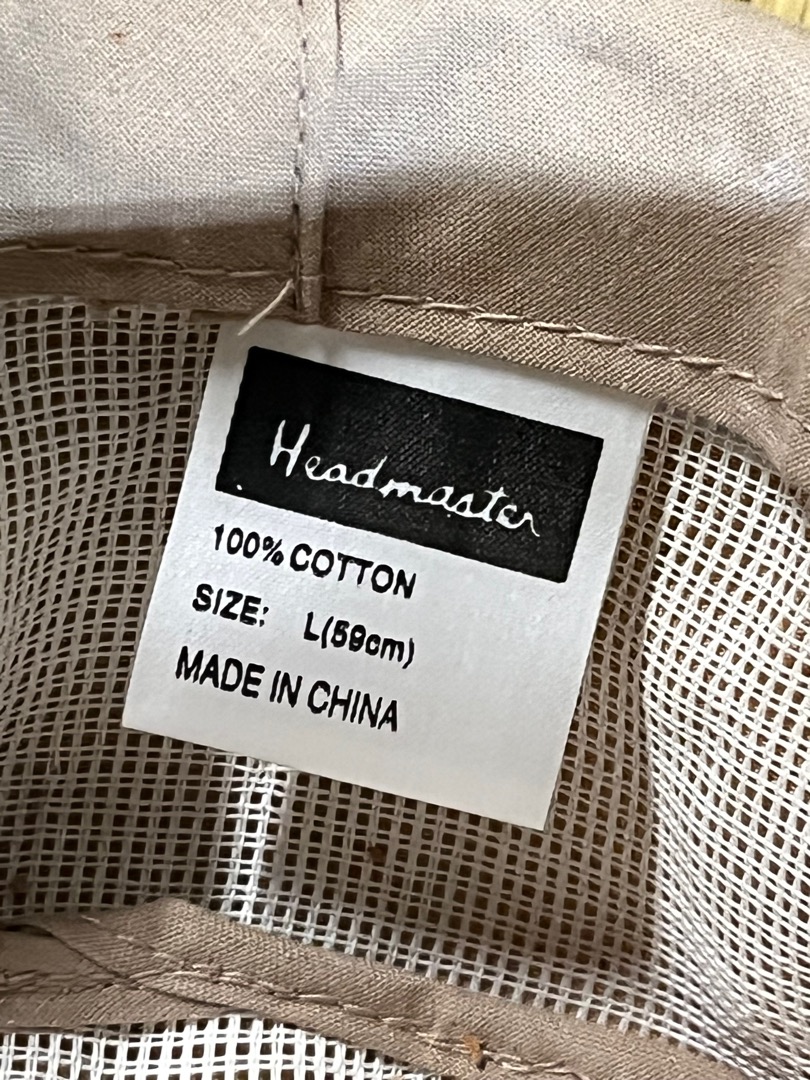 Headmaster
100% COTTON
SIZE: L(59cm)
MADE IN CHINA